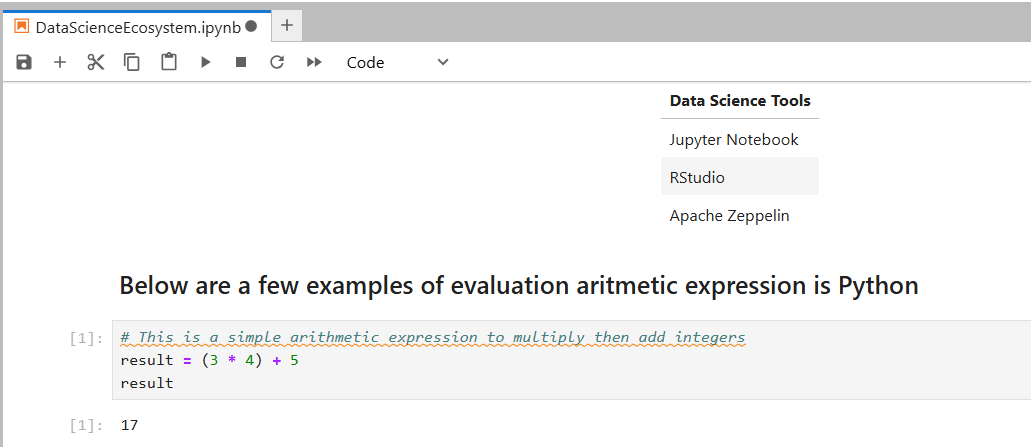 DataScienceEcosystem.ipynb
Code
Data Science Tools
Jupyter Notebook
RStudio
Apache Zeppelin
Below are a few examples of evaluation aritmetic expression is Python
[1]: # This is a simple arithmetic expression to multiply then add integers
result = (3 * 4) + 5
result
[1]: 17